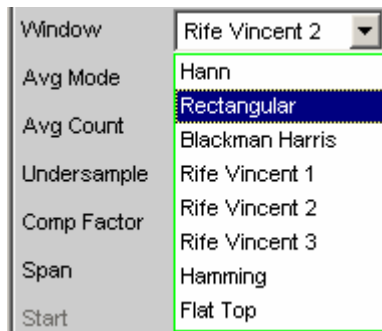 Window Rife Vincent 2
Avg Mode Hann
Rectangular
Avg Count Blackman Harris
Undersample Rife Vincent 1
Rife Vincent 2
Comp Factor Rife Vincent 3
Span Hamming
Start Flat Top